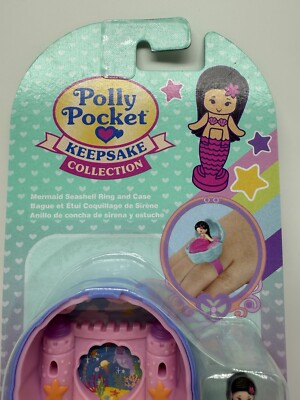 Polly
Pocket
KEEPSAKE
COLLECTION
Mermaid Seashell Ring and Case
Bague et Étui Coquillage de Sirène
Anillo de concha de sirena y estuche